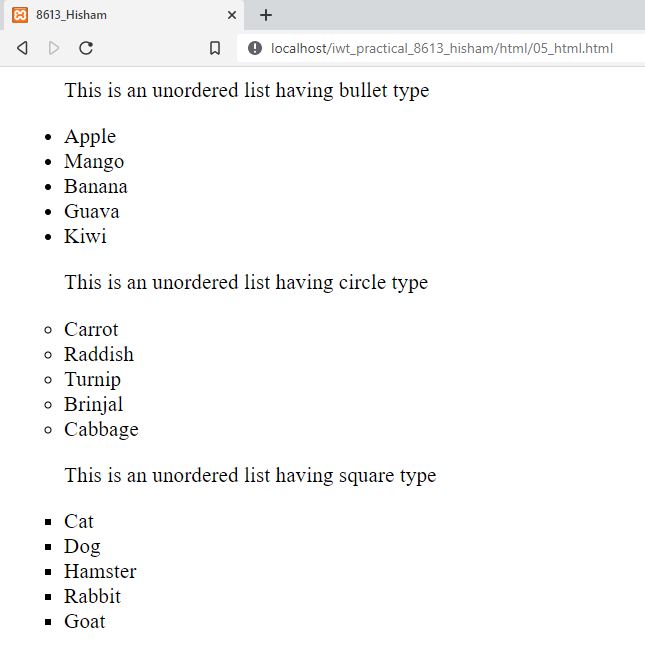 8613_Hisham
localhost/iwt_practical_8613_hisham/html/05_html.html
This is an unordered list having bullet type
Apple
Mango
Banana
Guava
Kiwi
This is an unordered list having circle type
Carrot
Raddish
Turnip
Brinjal
Cabbage
This is an unordered list having square type
Cat
Dog
Hamster
Rabbit
Goat